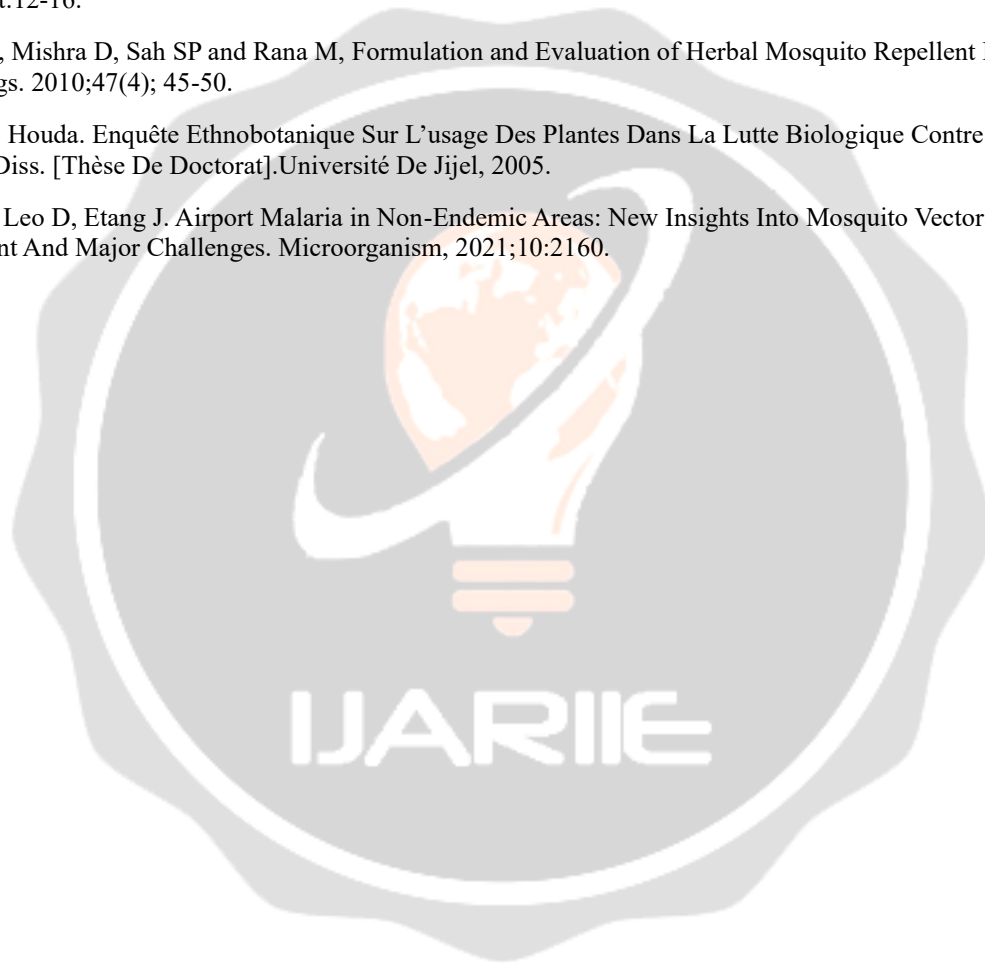 t.12-16.
, Mishra D, Sah SP and Rana M, Formulation and Evaluation of Herbal Mosquito Repellent
gs. 2010;47(4); 45-50.
Houda. Enquête Ethnobotanique Sur L’usage Des Plantes Dans La Lutte Biologique Contre
Diss. [Thèse De Doctorat].Université De Jijel, 2005.
Leo D, Etang J. Airport Malaria in Non-Endemic Areas: New Insights Into Mosquito Vector
nt And Major Challenges. Microorganism, 2021;10:2160.
IJARIIE